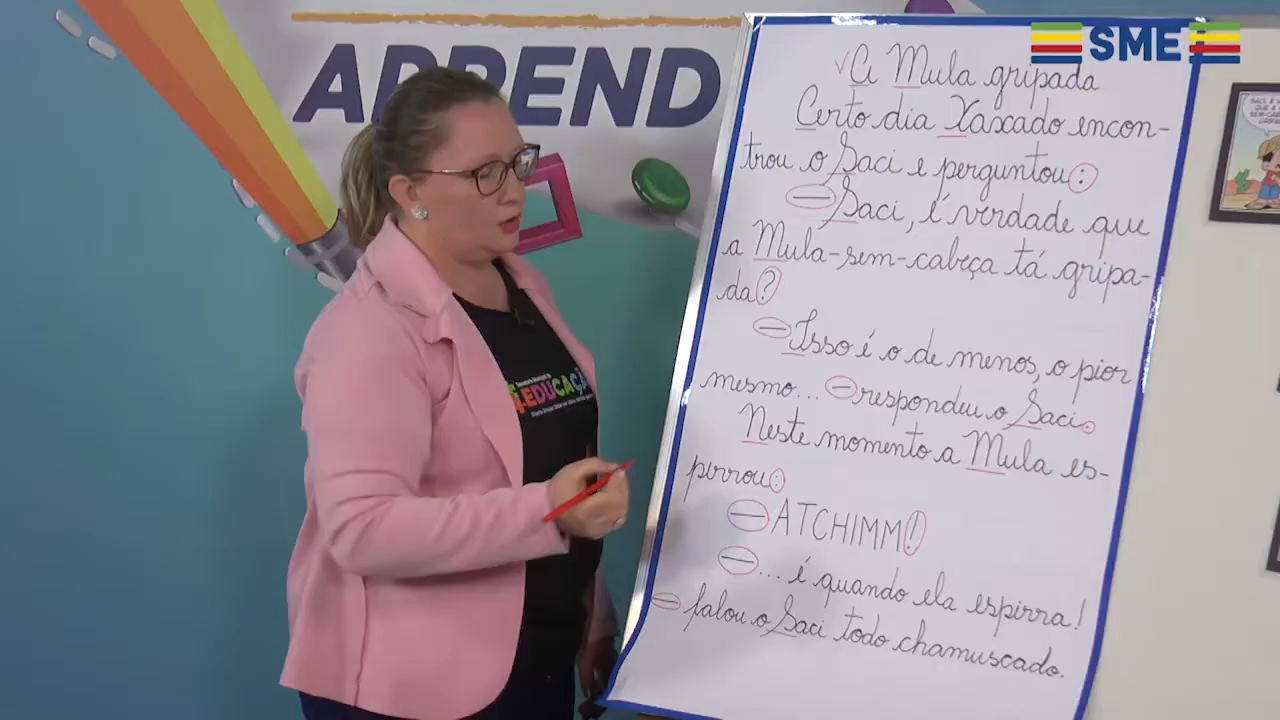 APREND
SME
A Mula gripada
Certo dia Xaxado encon-
trou o Saci e perguntou:
— Saci, é verdade que
a Mula-sem-cabeça tá gripa-
da?
— Isso é o de menos, o pior
mesmo... — respondeu o Saci.
Neste momento a Mula es-
pirrou:
— ATCHIMM!
— ... é quando ela espirra!
— falou o Saci todo chamuscado.
EDUCAÇÃ